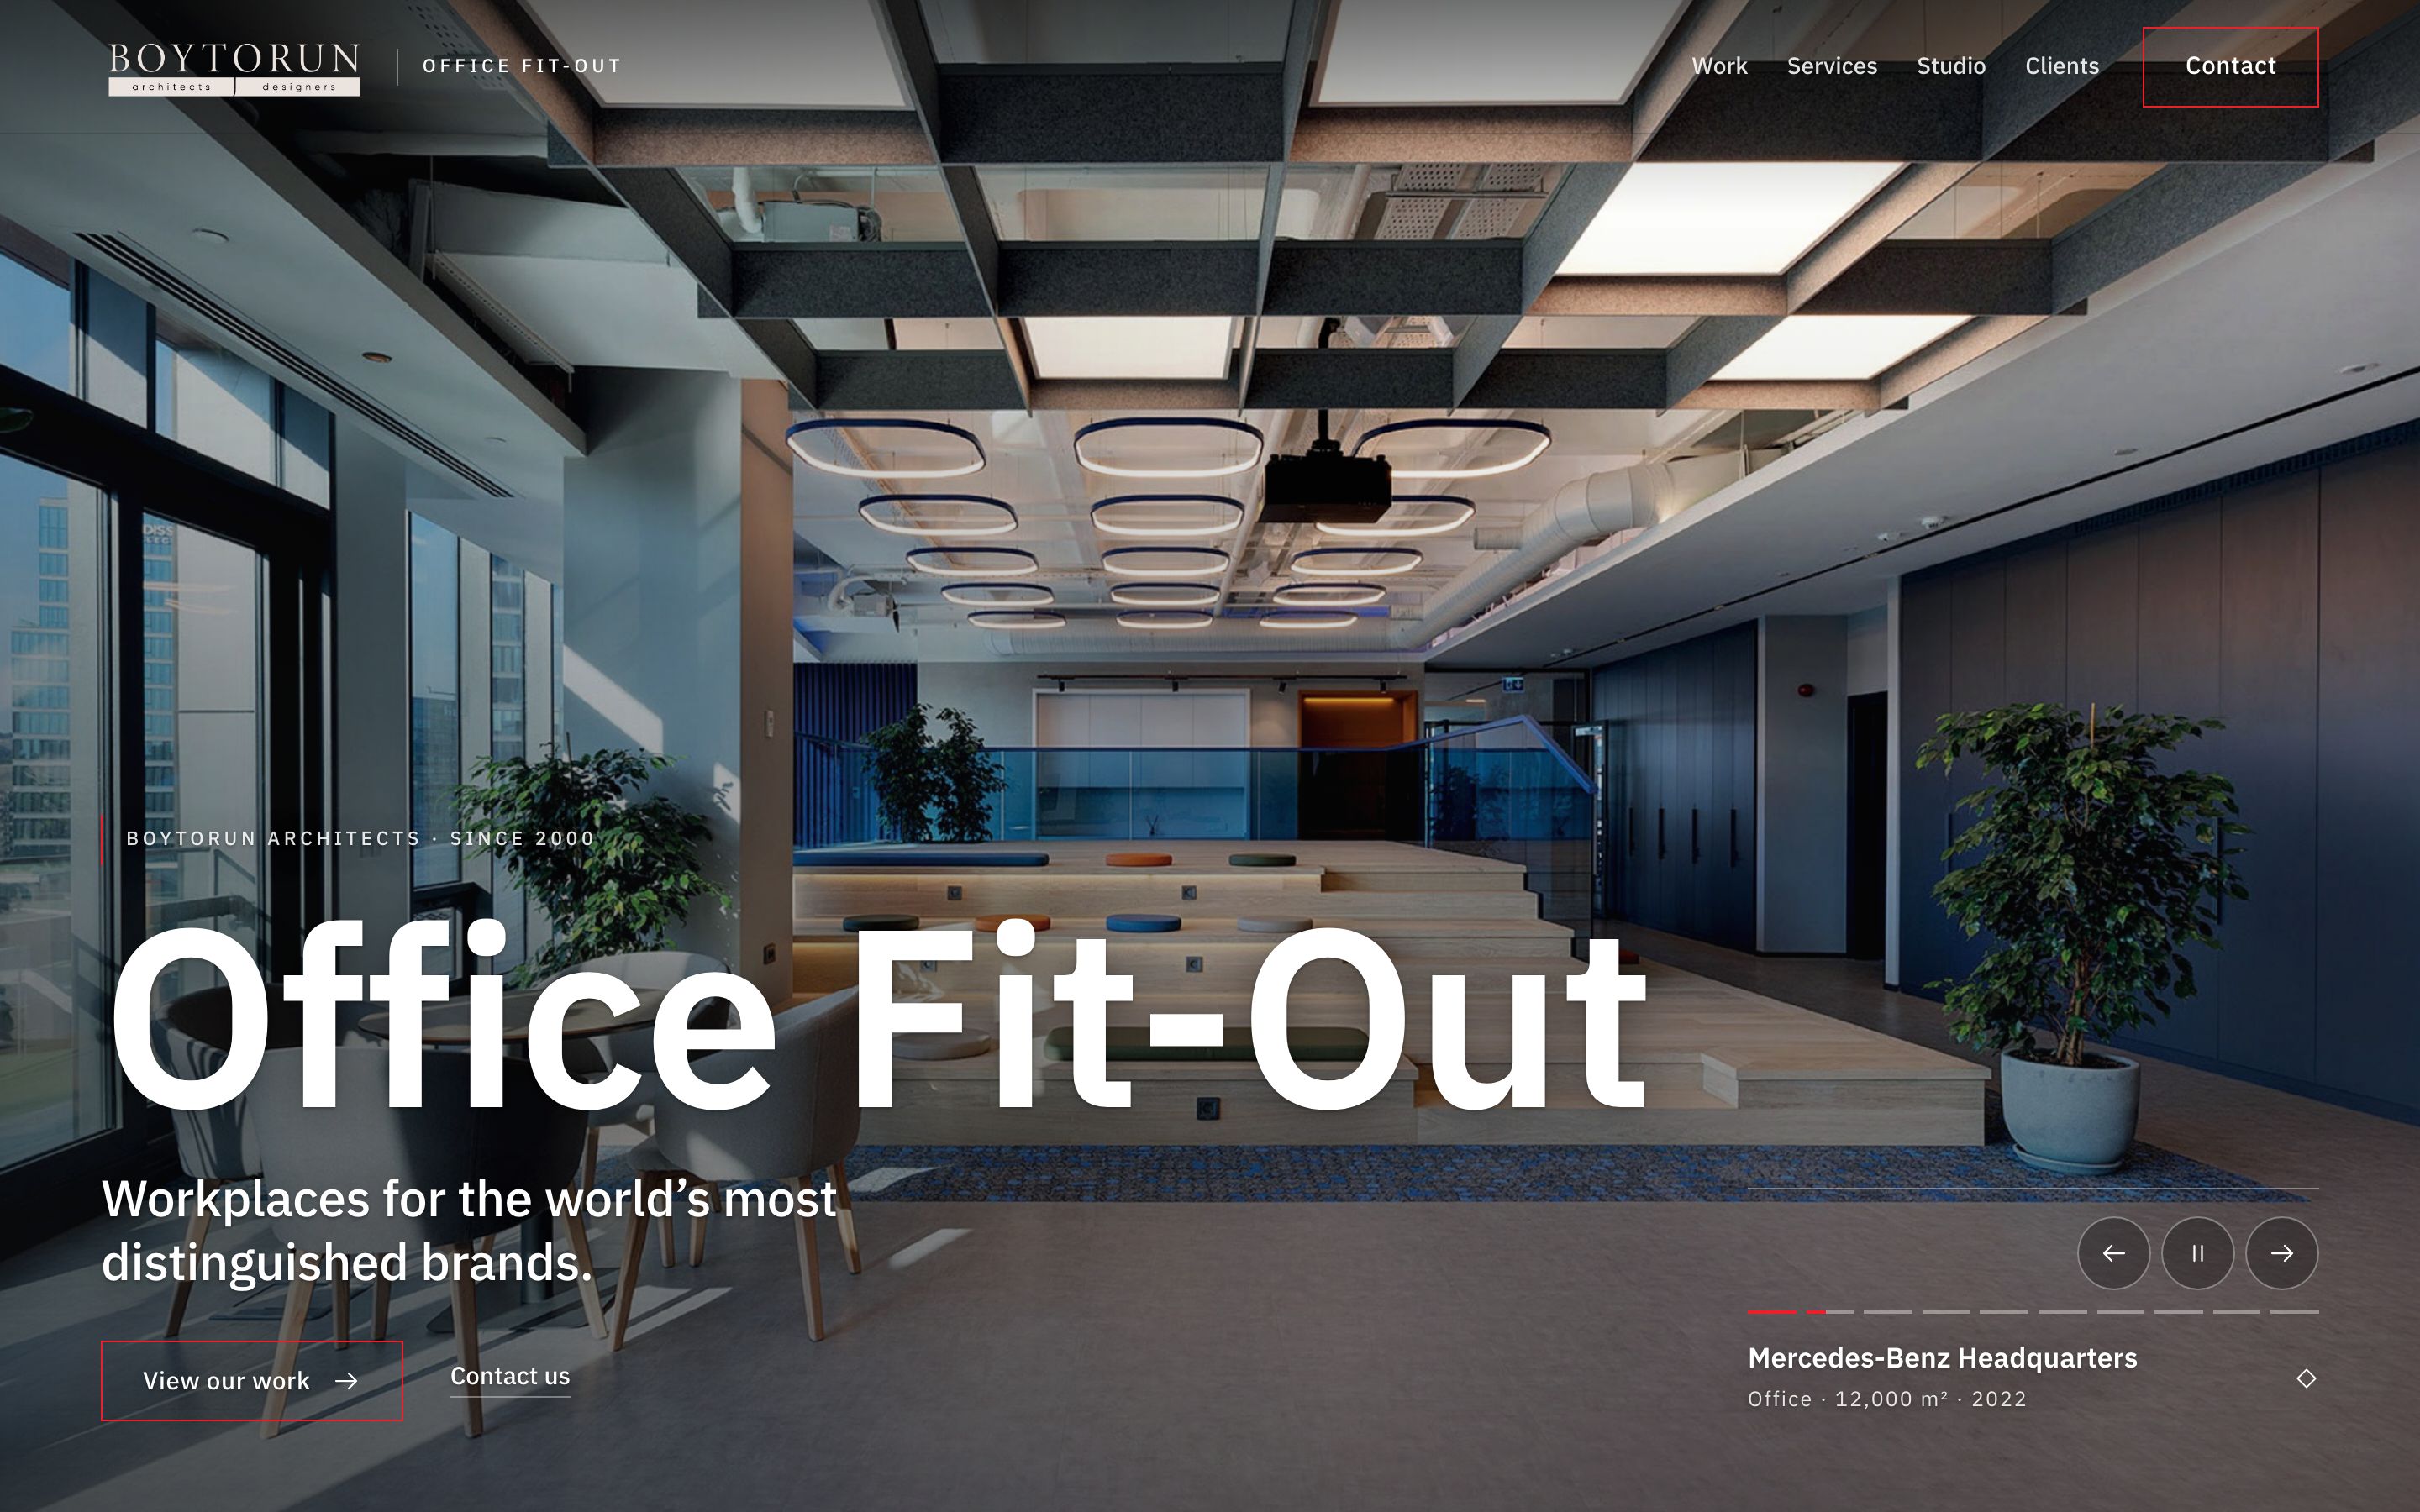 BOYTORUN
architects designers
OFFICE FIT-OUT
Work
Services
Studio
Clients
Contact
BOYTORUN ARCHITECTS · SINCE 2000
Office Fit-Out
Workplaces for the world’s most
distinguished brands.
View our work
Contact us
Mercedes-Benz Headquarters
Office · 12,000 m² · 2022